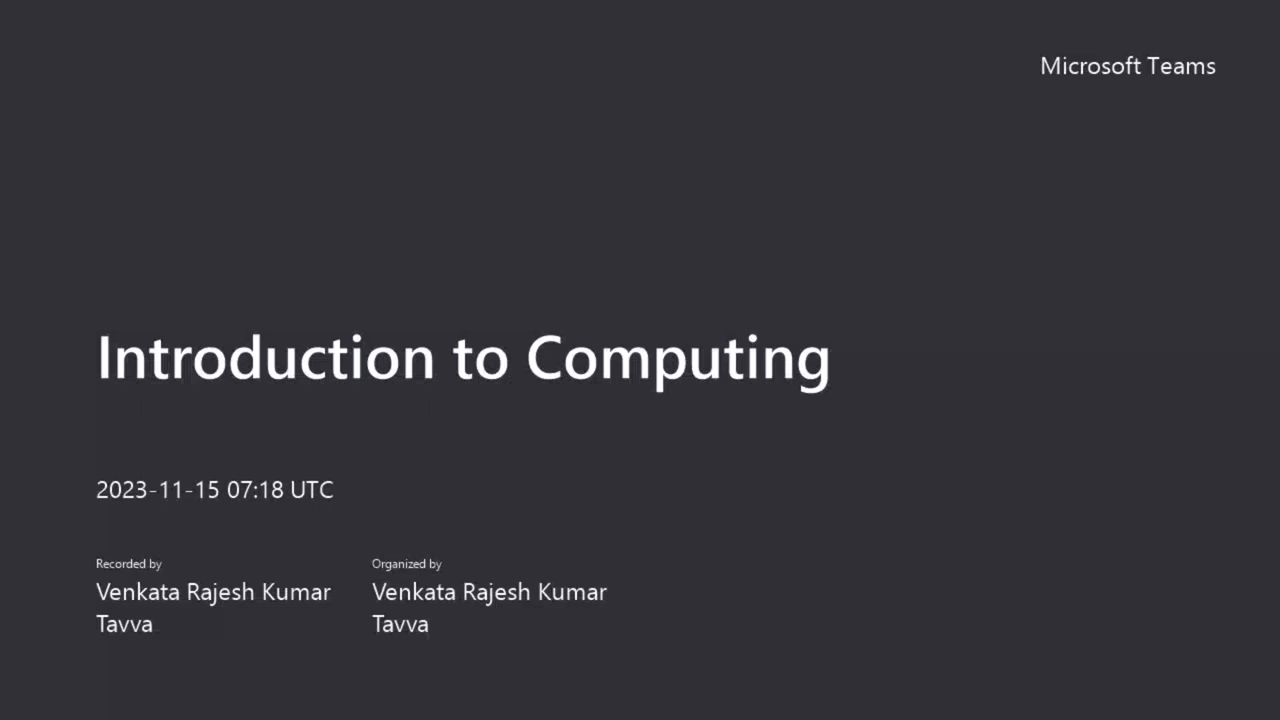 Microsoft Teams
Introduction to Computing
2023-11-15 07:18 UTC
Recorded by
Venkata Rajesh Kumar
Tavva
Organized by
Venkata Rajesh Kumar
Tavva